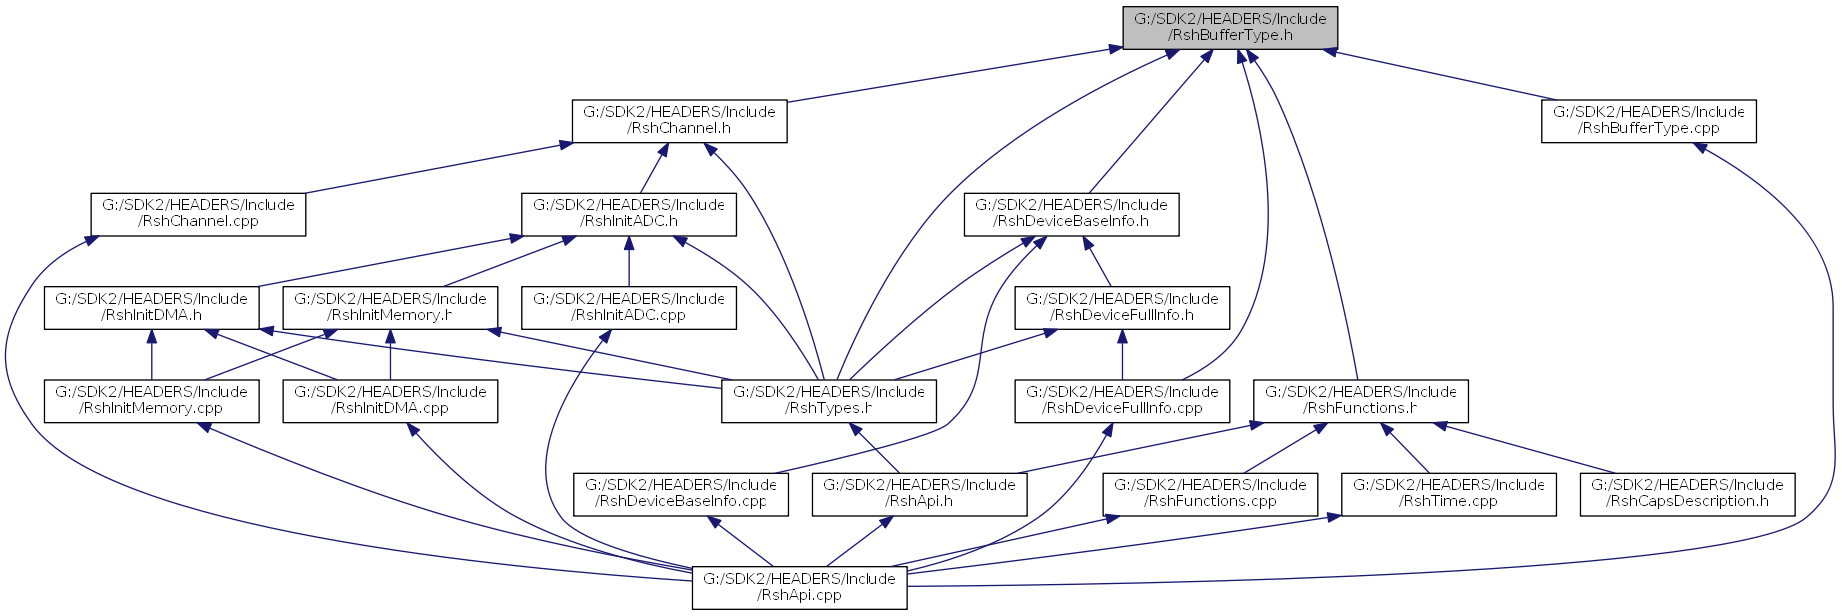 G:/SDK2/HEADERS/Include
/RshBufferType.h
G:/SDK2/HEADERS/Include
/RshChannel.h
G:/SDK2/HEADERS/Include
/RshBufferType.cpp
G:/SDK2/HEADERS/Include
/RshChannel.cpp
G:/SDK2/HEADERS/Include
/RshInitADC.h
G:/SDK2/HEADERS/Include
/RshDeviceBaseInfo.h
G:/SDK2/HEADERS/Include
/RshInitDMA.h
G:/SDK2/HEADERS/Include
/RshInitMemory.h
G:/SDK2/HEADERS/Include
/RshInitADC.cpp
G:/SDK2/HEADERS/Include
/RshDeviceFullInfo.h
G:/SDK2/HEADERS/Include
/RshInitMemory.cpp
G:/SDK2/HEADERS/Include
/RshInitDMA.cpp
G:/SDK2/HEADERS/Include
/RshTypes.h
G:/SDK2/HEADERS/Include
/RshDeviceFullInfo.cpp
G:/SDK2/HEADERS/Include
/RshFunctions.h
G:/SDK2/HEADERS/Include
/RshDeviceBaseInfo.cpp
G:/SDK2/HEADERS/Include
/RshApi.h
G:/SDK2/HEADERS/Include
/RshFunctions.cpp
G:/SDK2/HEADERS/Include
/RshTime.cpp
G:/SDK2/HEADERS/Include
/RshCapsDescription.h
G:/SDK2/HEADERS/Include
/RshApi.cpp